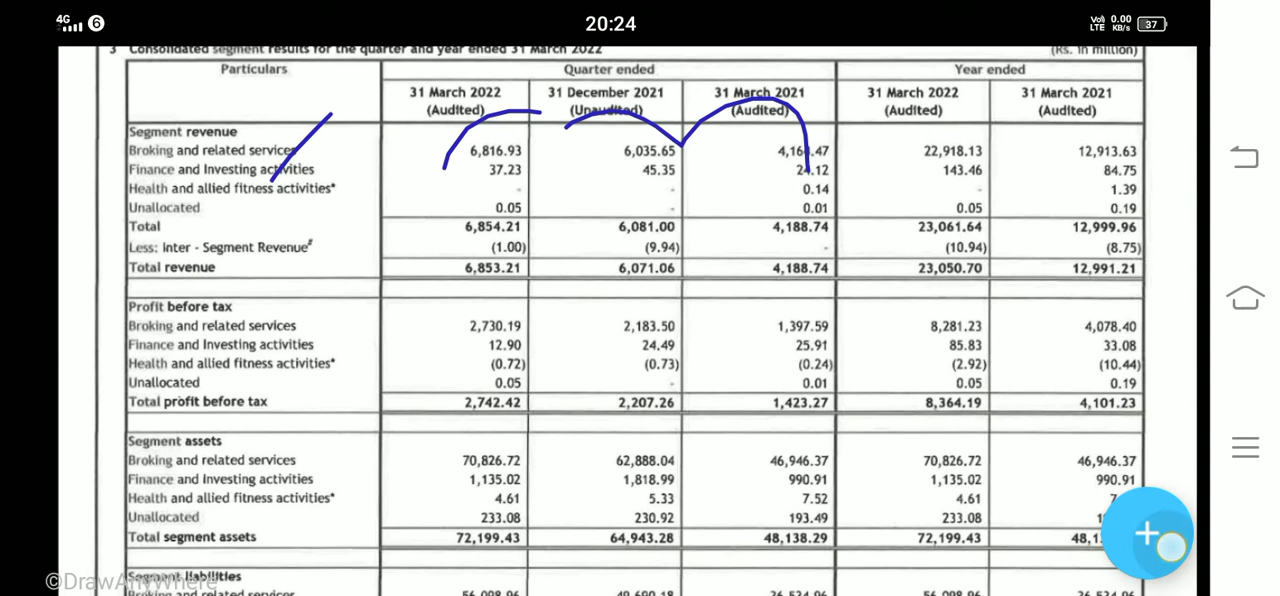 4G 6 20:24 Vo) LTE 0.00 KB/s 37
3 Consolidated segment results for the quarter and year ended 31 March 2022 (Rs. in million)
Particulars Quarter ended Year ended
31 March 2022 31 December 2021 31 March 2021 31 March 2022 31 March 2021
(Audited) (Unaudited) (Audited) (Audited) (Audited)
Segment revenue
Broking and related services 6,816.93 6,035.65 22,918.13 12,913.63
Finance and Investing activities 37.23 45.35 143.46 84.75
Health and allied fitness activities* - - 0.14 - 1.39
Unallocated 0.05 - 0.01 0.05 0.19
Total 6,854.21 6,081.00 4,188.74 23,061.64 12,999.96
Less: Inter - Segment Revenue# (1.00) (9.94) - (10.94) (8.75)
Total revenue 6,853.21 6,071.06 4,188.74 23,050.70 12,991.21
Profit before tax
Broking and related services 2,730.19 2,183.50 1,397.59 8,281.23 4,078.40
Finance and Investing activities 12.90 24.49 25.91 85.83 33.08
Health and allied fitness activities* (0.72) (0.73) (0.24) (2.92) (10.44)
Unallocated 0.05 - 0.01 0.05 0.19
Total profit before tax 2,742.42 2,207.26 1,423.27 8,364.19 4,101.23
Segment assets
Broking and related services 70,826.72 62,888.04 46,946.37 70,826.72 46,946.37
Finance and Investing activities 1,135.02 1,818.99 990.91 1,135.02 990.91
Health and allied fitness activities* 4.61 5.33 7.52 4.61
Unallocated 233.08 230.92 193.49 233.08
Total segment assets 72,199.43 64,943.28 48,138.29 72,199.43
Segment liabilities
©DrawAnywhere